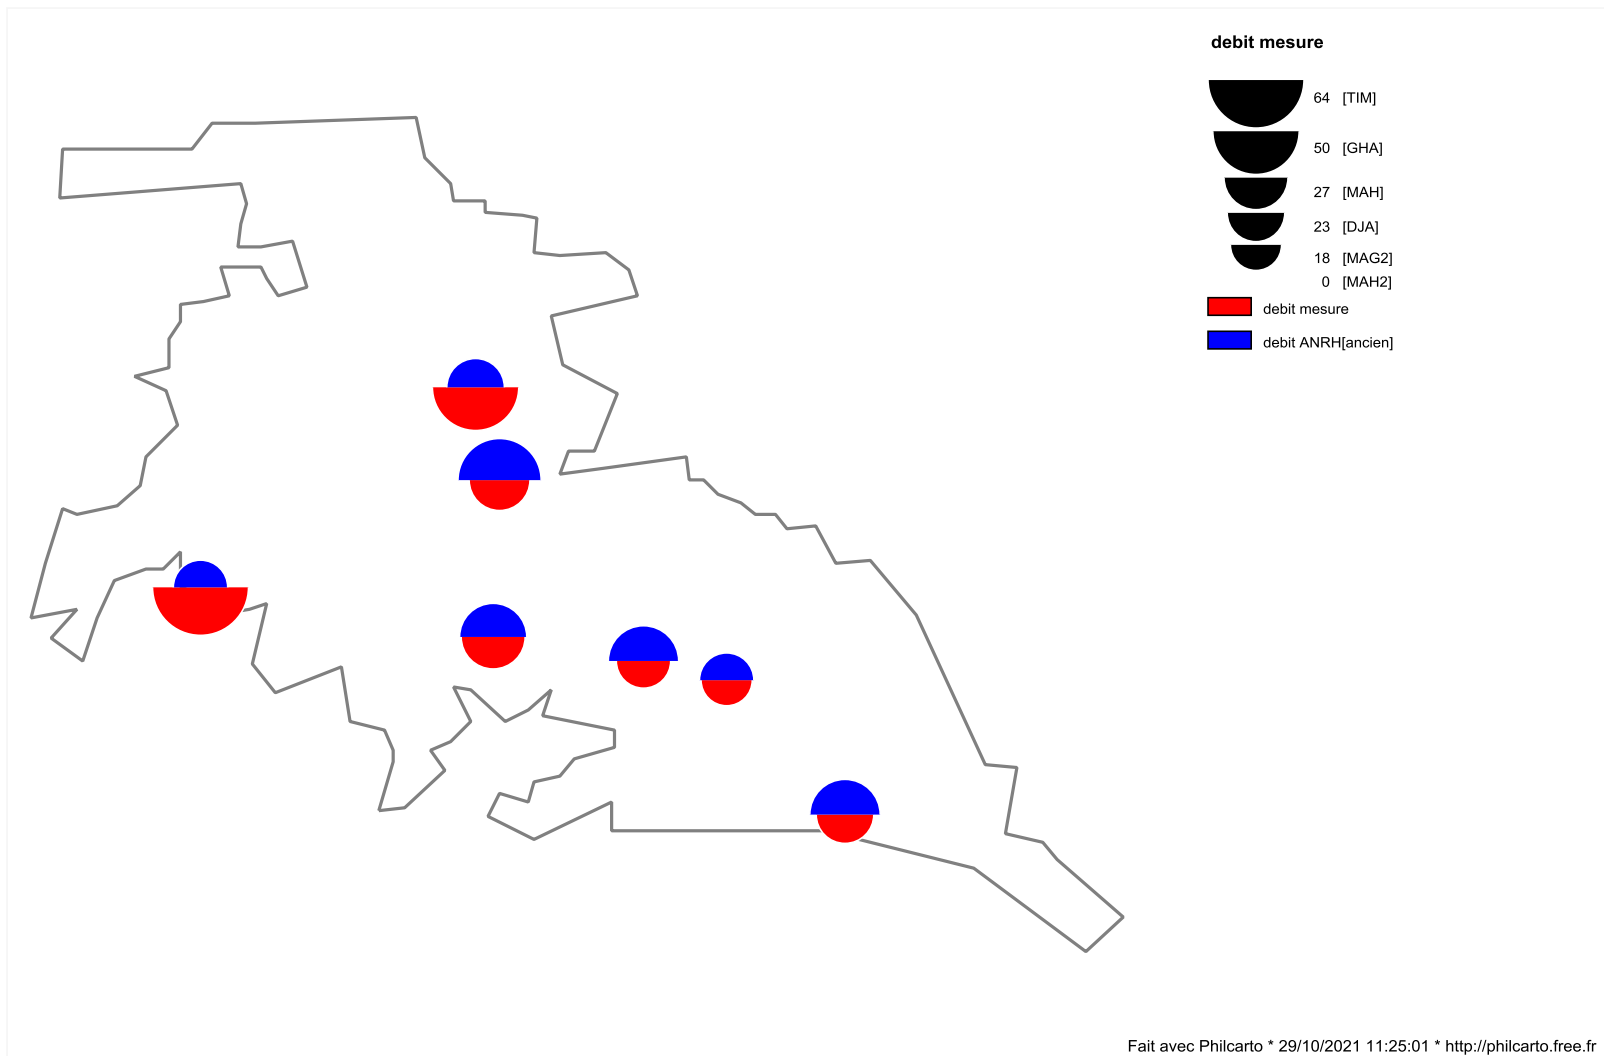 debit mesure
64 [TIM]
50 [GHA]
27 [MAH]
23 [DJA]
18 [MAG2]
0 [MAH2]
debit mesure
debit ANRH[ancien]
Fait avec Philcarto * 29/10/2021 11:25:01 * http://philcarto.free.fr